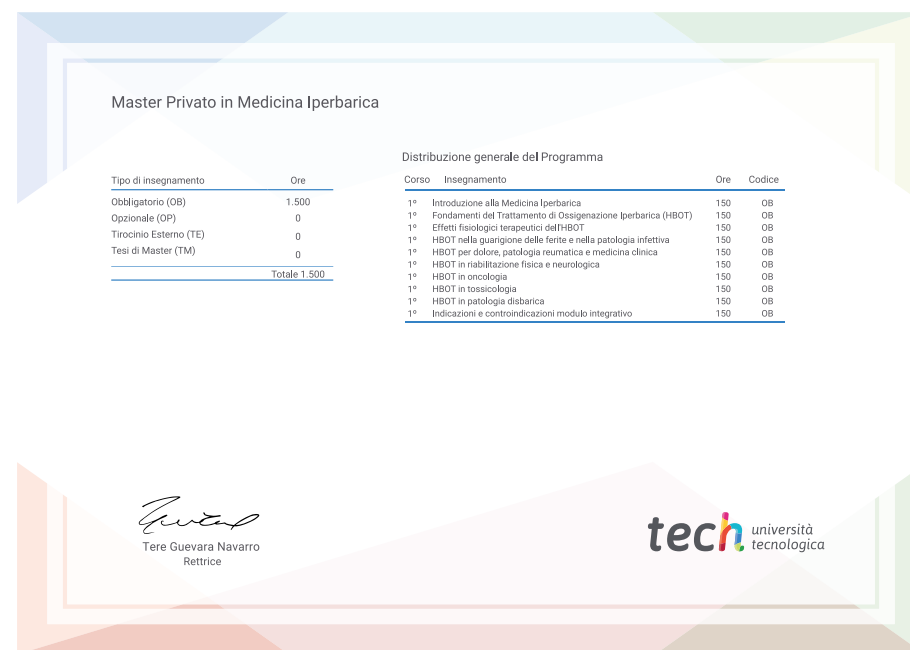 Master Privato in Medicina Iperbarica
Tipo di insegnamento Ore
Obbligatorio (OB) 1.500
Opzionale (OP) 0
Tirocinio Esterno (TE) 0
Tesi di Master (TM) 0
Totale 1.500
Distribuzione generale del Programma
Corso Insegnamento Ore Codice
1º Introduzione alla Medicina Iperbarica 150 OB
1º Fondamenti del Trattamento di Ossigenazione Iperbarica (HBOT) 150 OB
1º Effetti fisiologici terapeutici dell'HBOT 150 OB
1º HBOT nella guarigione delle ferite e nella patologia infettiva 150 OB
1º HBOT per dolore, patologia reumatica e medicina clinica 150 OB
1º HBOT in riabilitazione fisica e neurologica 150 OB
1º HBOT in oncologia 150 OB
1º HBOT in tossicologia 150 OB
1º HBOT in patologia disbarica 150 OB
1º Indicazioni e controindicazioni modulo integrativo 150 OB
Tere Guevara Navarro
Rettrice
tech università
tecnologica